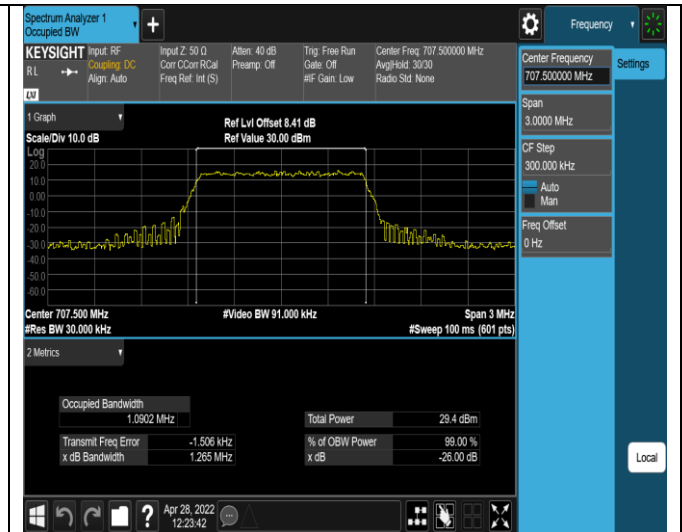 Spectrum Analyzer 1
Occupied BW
+
Frequency
KEYSIGHT
RL
LXI
Input: RF
Coupling: DC
Align: Auto
Input Z: 50 Ω
Corr CCorr RCal
Freq Ref: Int (S)
Atten: 40 dB
Preamp: Off
Trig: Free Run
Gate: Off
#IF Gain: Low
Center Freq: 707.500000 MHz
Avg|Hold: 30/30
Radio Std: None
Center Frequency
707.500000 MHz
Settings
Span
3.0000 MHz
CF Step
300.000 kHz
Auto
Man
Freq Offset
0 Hz
1 Graph
Scale/Div 10.0 dB
Ref Lvl Offset 8.41 dB
Ref Value 30.00 dBm
Log
20.0
10.0
0.00
-10.0
-20.0
-30.0
-40.0
-50.0
-60.0
Center 707.500 MHz
#Res BW 30.000 kHz
#Video BW 91.000 kHz
Span 3 MHz
#Sweep 100 ms (601 pts)
2 Metrics
Occupied Bandwidth
1.0902 MHz
Total Power 29.4 dBm
Transmit Freq Error -1.506 kHz
% of OBW Power 99.00 %
x dB Bandwidth 1.265 MHz
x dB -26.00 dB
Local
?
Apr 28, 2022
12:23:42